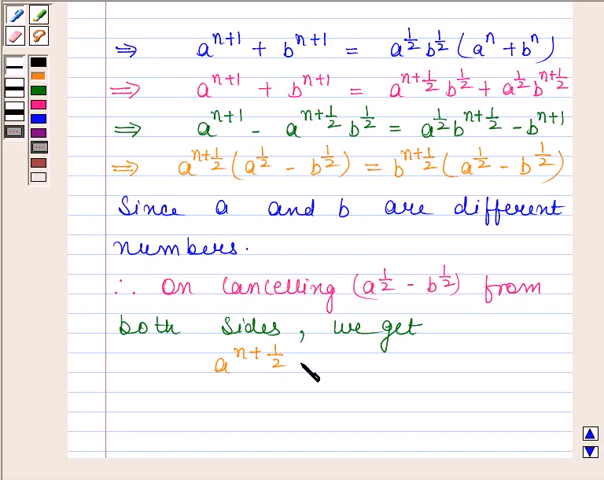 ⇒ a^{n+1} + b^{n+1} = a^{1/2} b^{1/2} (a^n + b^n)
⇒ a^{n+1} + b^{n+1} = a^{n+1/2} b^{1/2} + a^{1/2} b^{n+1/2}
⇒ a^{n+1} - a^{n+1/2} b^{1/2} = a^{1/2} b^{n+1/2} - b^{n+1}
⇒ a^{n+1/2} (a^{1/2} - b^{1/2}) = b^{n+1/2} (a^{1/2} - b^{1/2})
Since a and b are different
numbers.
∴ On cancelling (a^{1/2} - b^{1/2}) from
both sides, we get
a^{n+1/2}